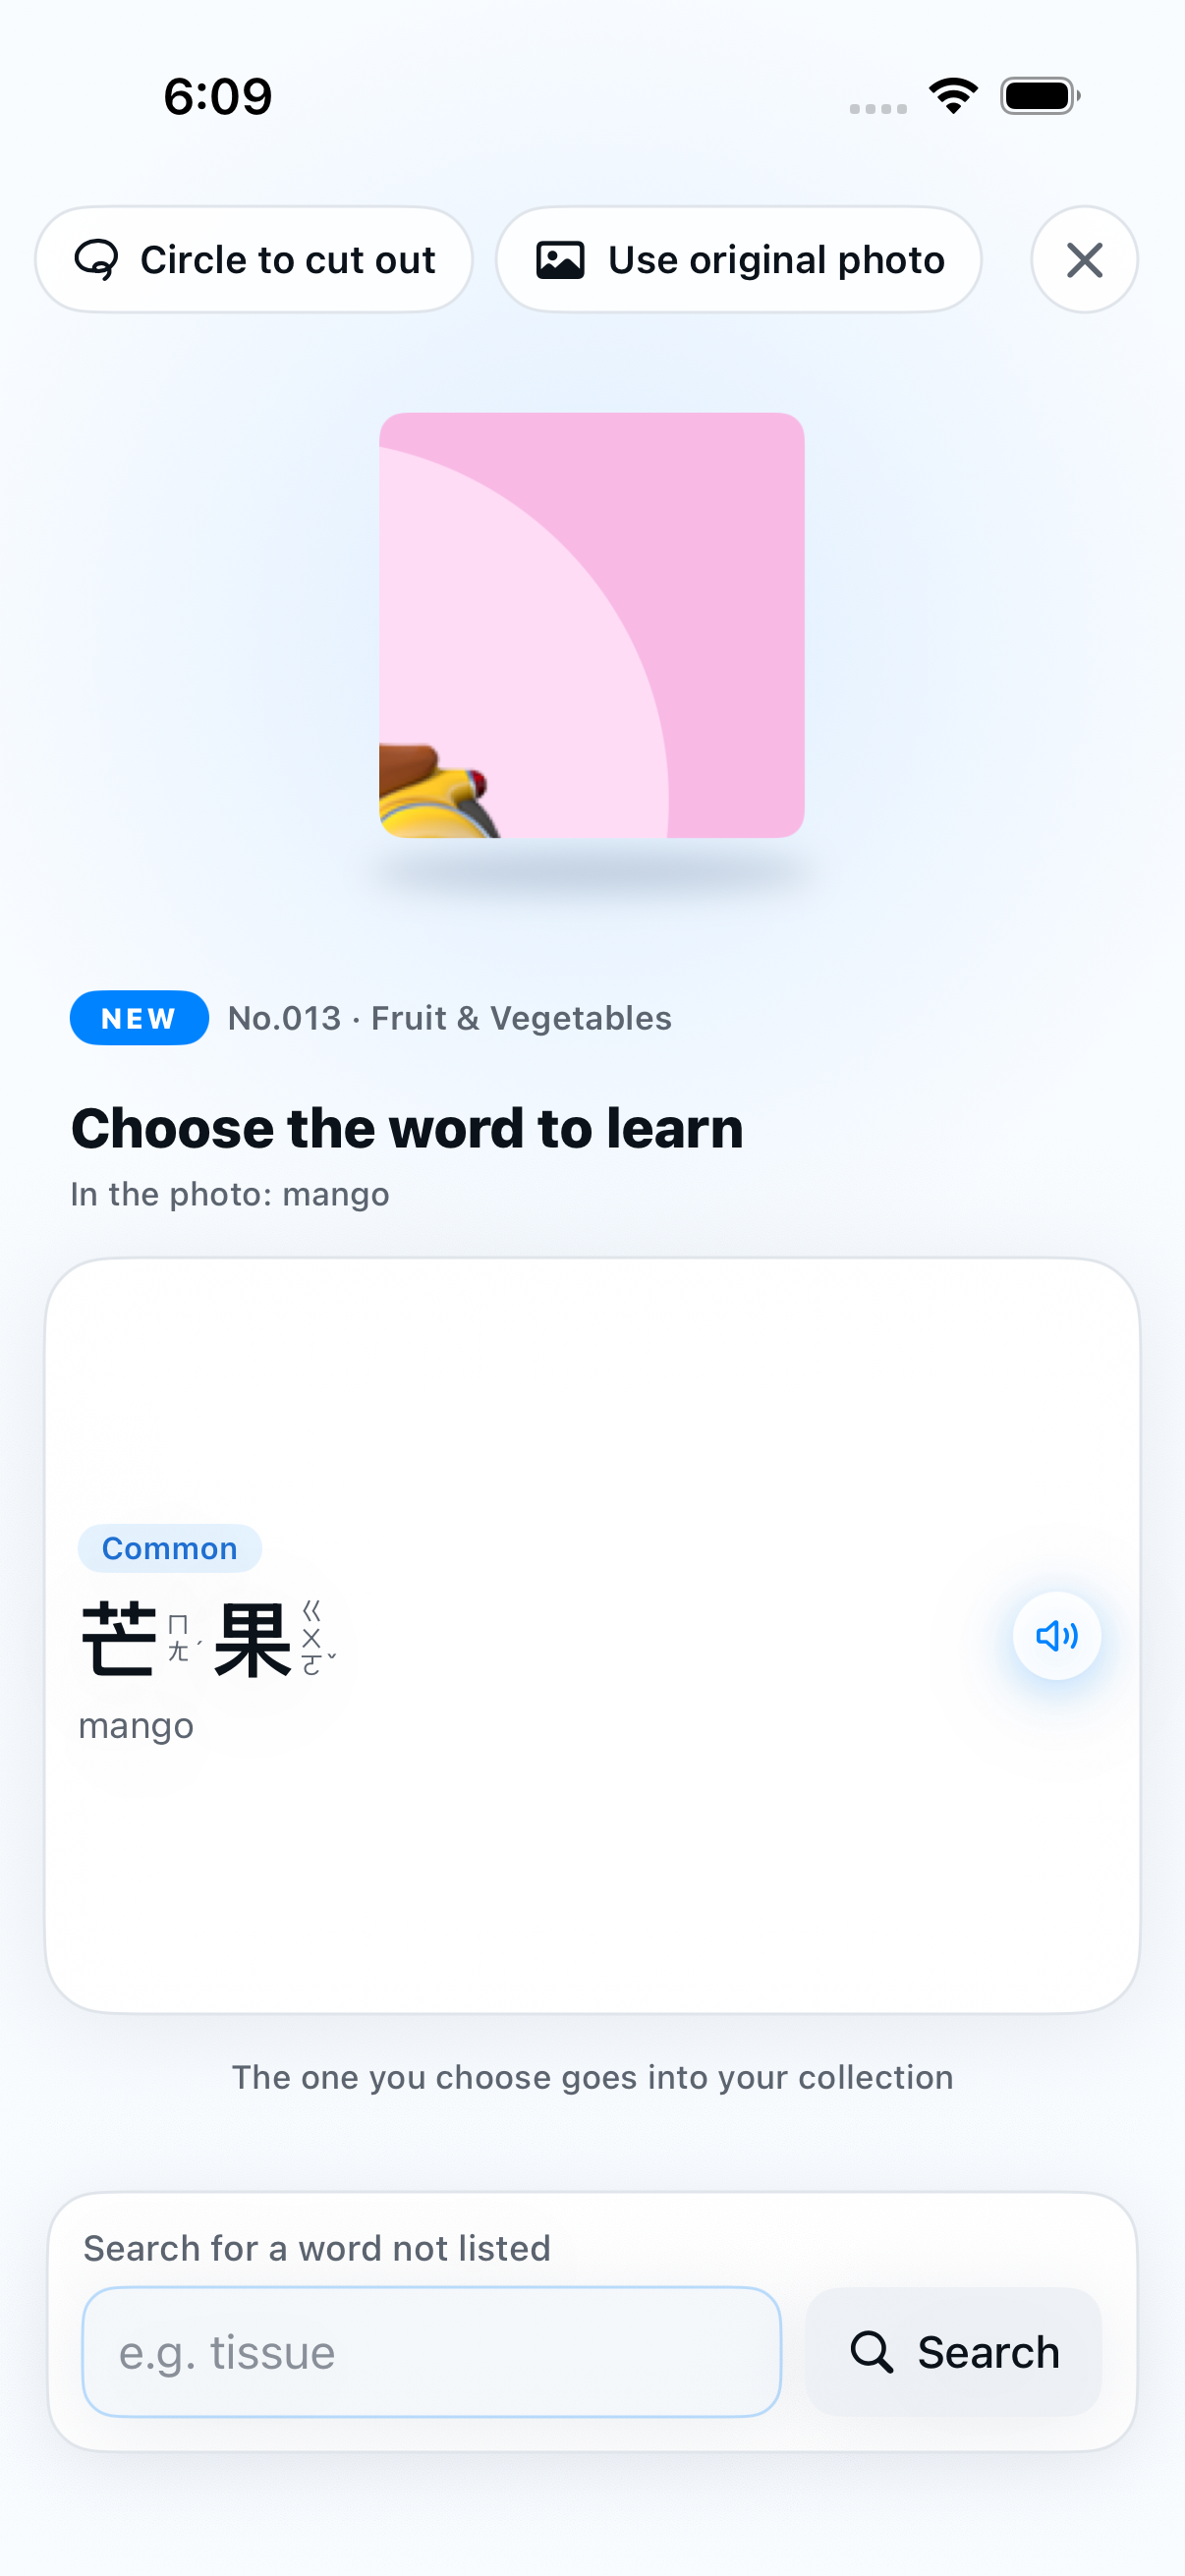 6:09
Circle to cut out
Use original photo
NEW
No.013 · Fruit & Vegetables
Choose the word to learn
In the photo: mango
Common
芒ㄇㄤˊ果ㄍㄨㄛˇ
mango
The one you choose goes into your collection
Search for a word not listed
e.g. tissue
Search